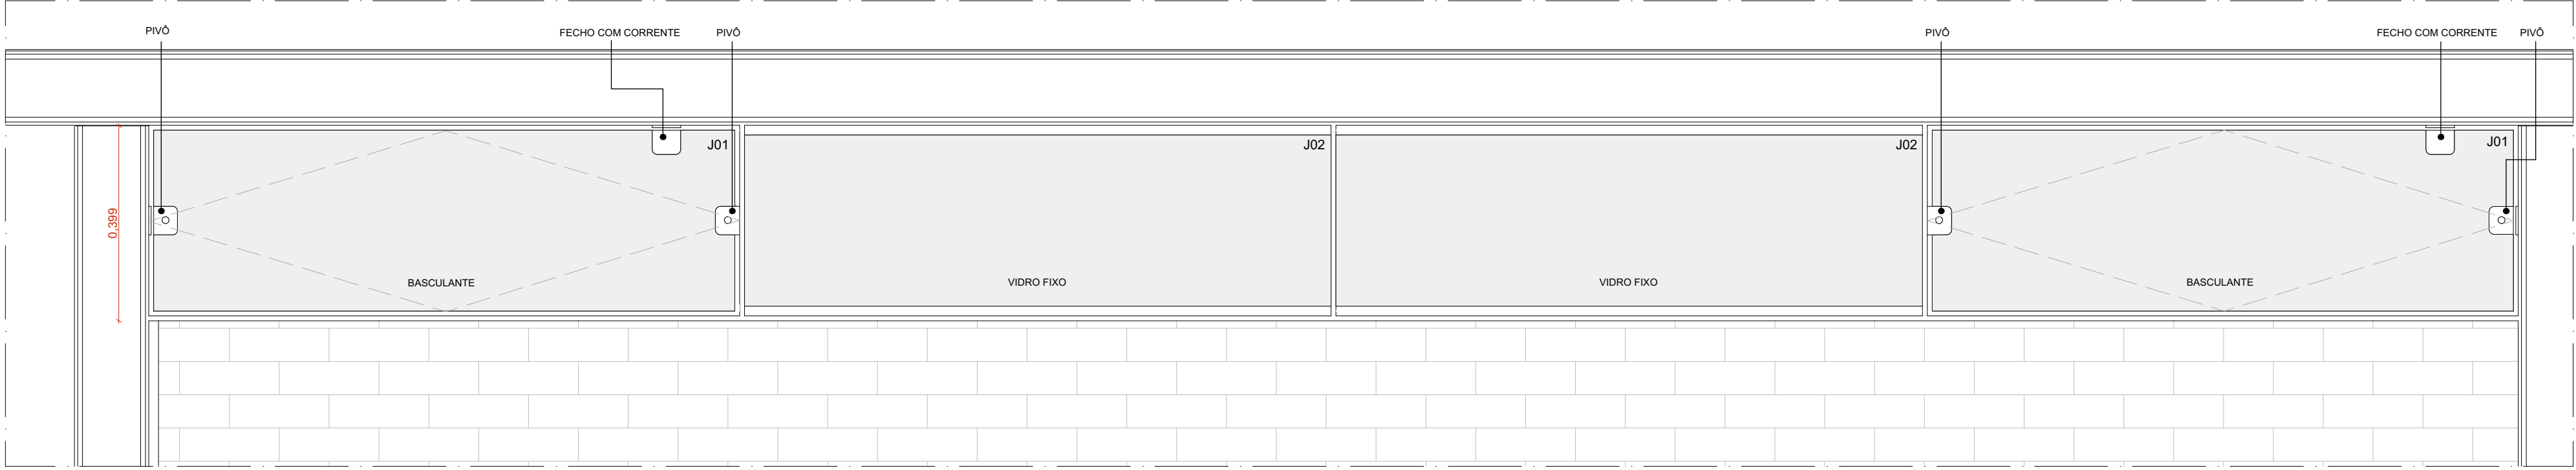 PIVÔ
FECHO COM CORRENTE
PIVÔ
PIVÔ
FECHO COM CORRENTE
PIVÔ
J01
J02
J02
J01
0,399
BASCULANTE
VIDRO FIXO
VIDRO FIXO
BASCULANTE